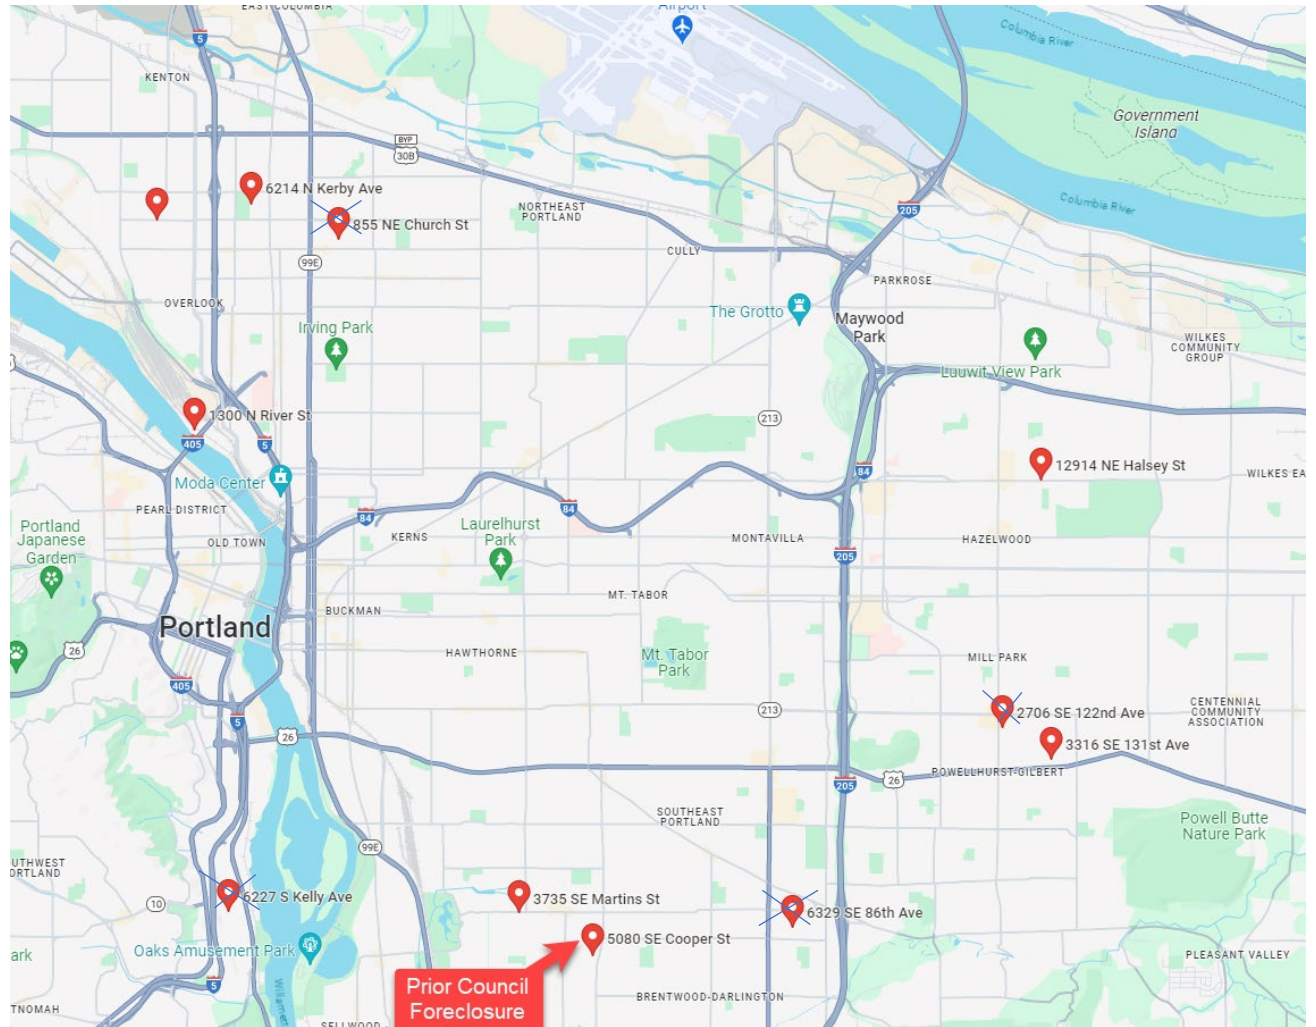 EAST COLUMBIA
Airport
5
Columbia River
KENTON
Government
Island
BYP
30B
6214 N Kerby Ave
855 NE Church St
NORTHEAST
PORTLAND
205
Columbia River
CULLY
99E
PARKROSE
OVERLOOK
The Grotto
Maywood
Park
Irving Park
WILKES
COMMUNITY
GROUP
Luuwit View Park
1300 N River St
213
405
5
12914 NE Halsey St
84
WILKES EA
Moda Center
84
84
PEARL DISTRICT
Portland
Japanese
Garden
OLD TOWN
KERNS
Laurelhurst
Park
MONTAVILLA
HAZELWOOD
205
MT. TABOR
BUCKMAN
Portland
26
HAWTHORNE
Mt. Tabor
Park
MILL PARK
405
213
2706 SE 122nd Ave
CENTENNIAL
COMMUNITY
ASSOCIATION
5
26
3316 SE 131st Ave
26
POWELLHURST-GILBERT
205
SOUTHEAST
PORTLAND
Powell Butte
Nature Park
99E
UTHWEST
ORTLAND
6227 S Kelly Ave
10
3735 SE Martins St
6329 SE 86th Ave
5080 SE Cooper St
Oaks Amusement Park
ark
PLEASANT VALLEY
5
Prior Council
Foreclosure
BRENTWOOD-DARLINGTON
TNOMAH
SELLWOOD